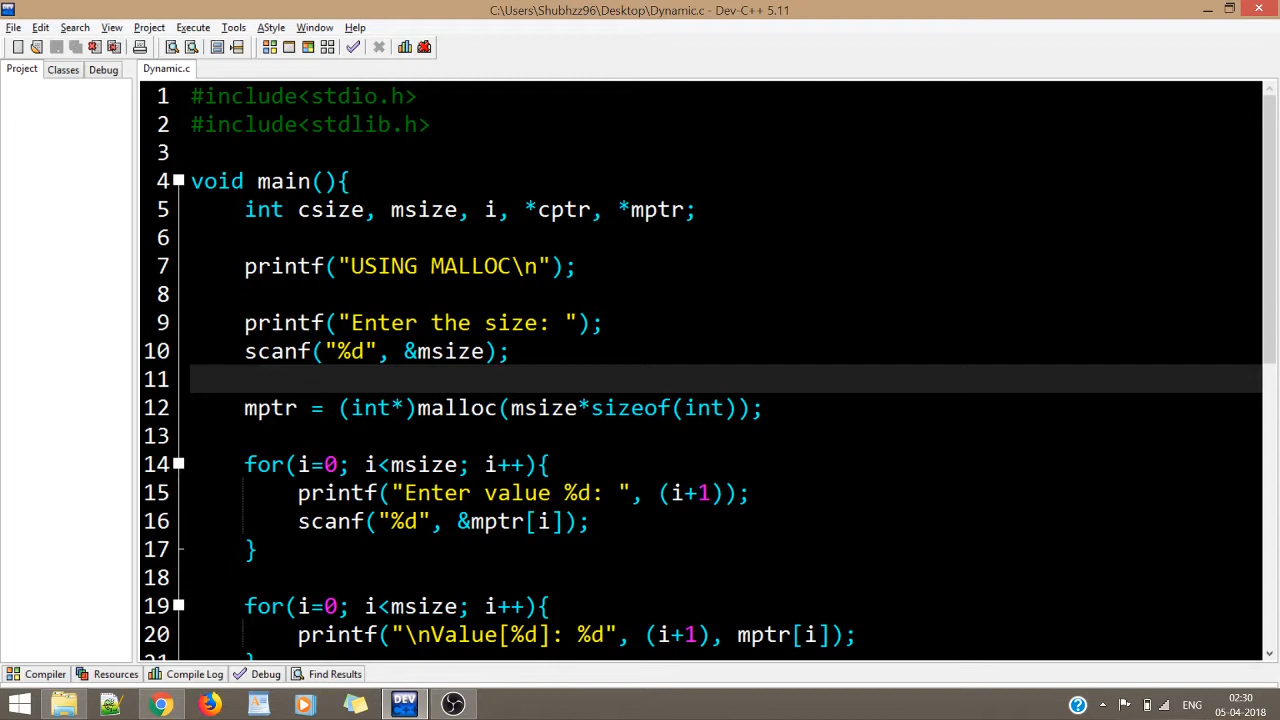 C:\Users\Shubhzz96\Desktop\Dynamic.c - Dev-C++ 5.11
File Edit Search View Project Execute Tools AStyle Window Help
Project Classes Debug Dynamic.c
1 #include<stdio.h>
2 #include<stdlib.h>
3
4 void main(){
5 int csize, msize, i, *cptr, *mptr;
6
7 printf("USING MALLOC\n");
8
9 printf("Enter the size: ");
10 scanf("%d", &msize);
11
12 mptr = (int*)malloc(msize*sizeof(int));
13
14 for(i=0; i<msize; i++){
15 printf("Enter value %d: ", (i+1));
16 scanf("%d", &mptr[i]);
17 }
18
19 for(i=0; i<msize; i++){
20 printf("\nValue[%d]: %d", (i+1), mptr[i]);
21 }
Compiler Resources Compile Log Debug Find Results
DEV ENG 02:30
05-04-2018